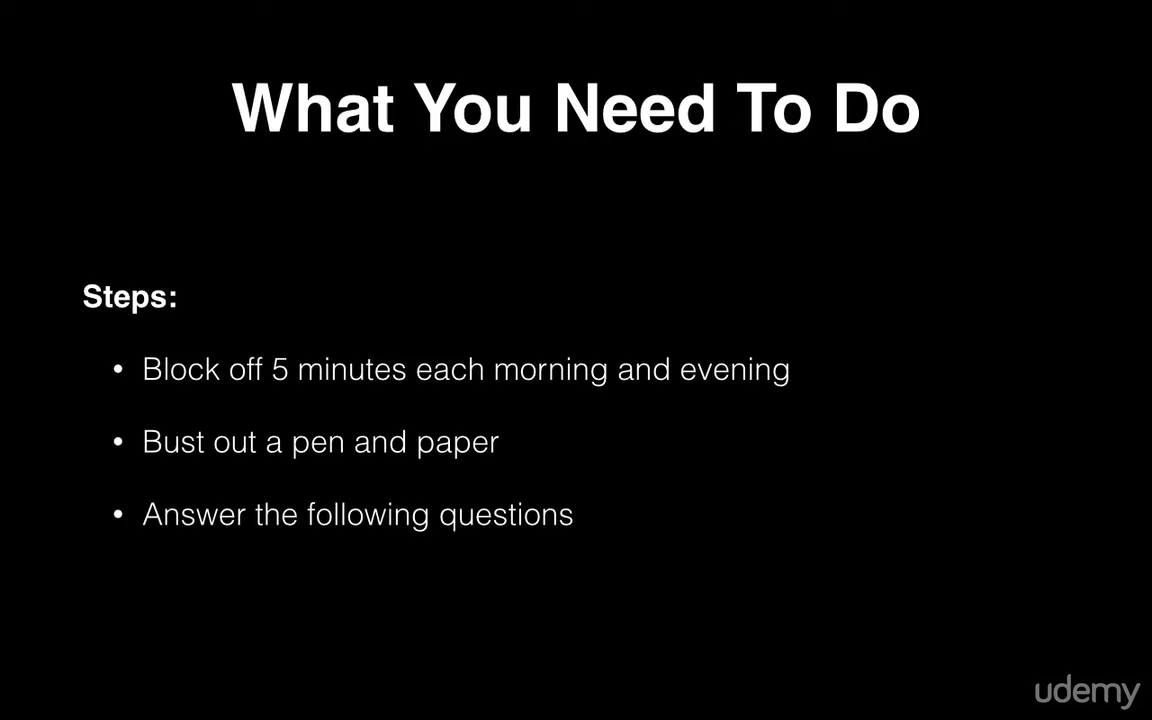 What You Need To Do
Steps:
• Block off 5 minutes each morning and evening
• Bust out a pen and paper
• Answer the following questions
udemy